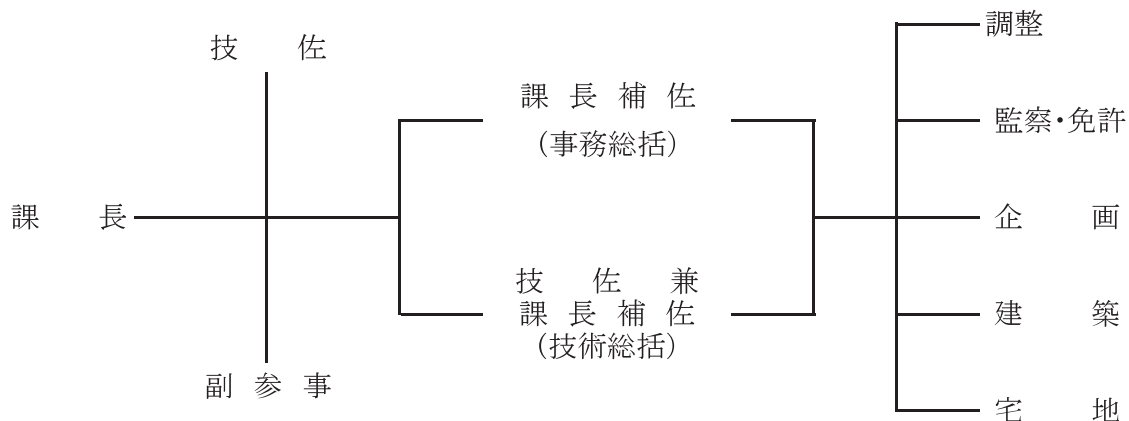 技佐
課長
副参事
課長補佐
(事務総括)
技佐兼
課長補佐
(技術総括)
調整
監察・免許
企画
建築
宅地